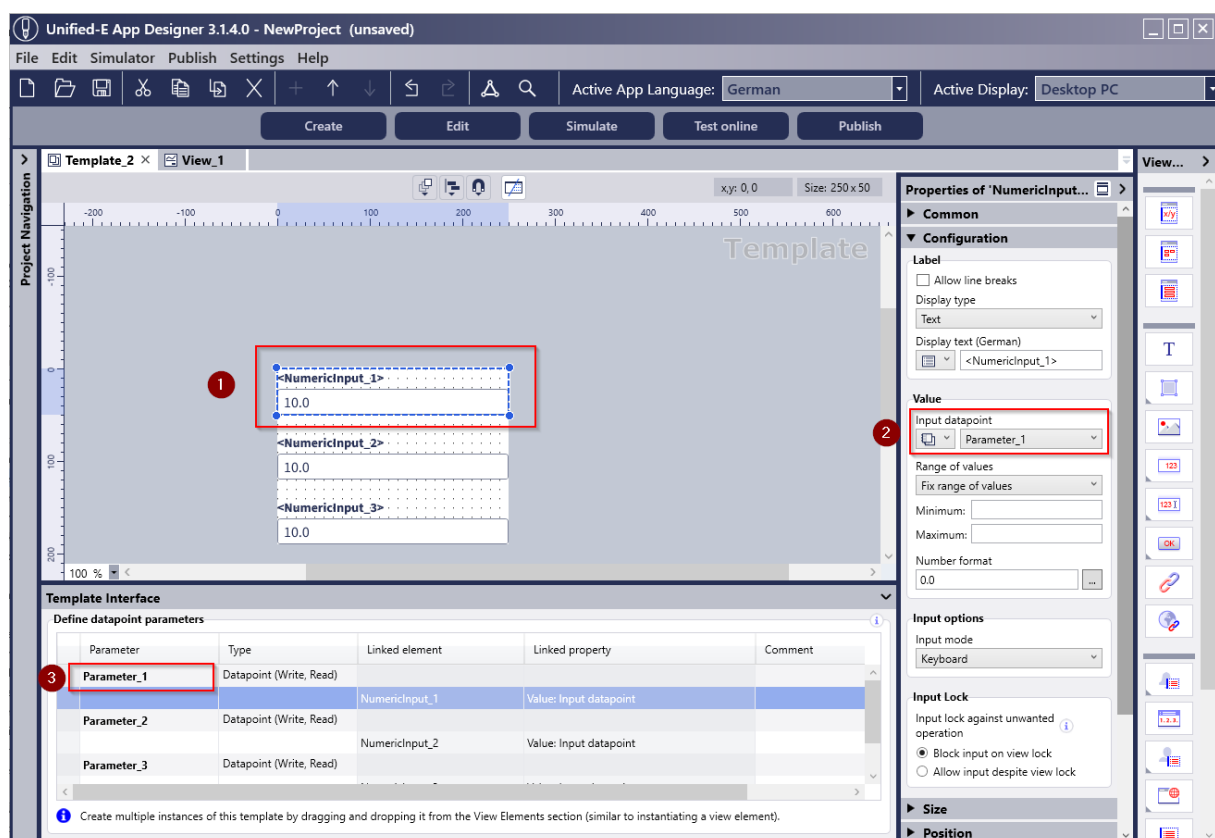 Unified-E App Designer 3.1.4.0 - NewProject (unsaved)
File Edit Simulator Publish Settings Help
Active App Language: German Active Display: Desktop PC
Create Edit Simulate Test online Publish
Template_2 View_1 View...
x,y: 0, 0 Size: 250 x 50
Project Navigation
-200 -100 0 100 200 300 400 500 600
-100
0
100
200
Template
1
<NumericInput_1>
10.0
<NumericInput_2>
10.0
<NumericInput_3>
10.0
100 %
Properties of 'NumericInput...
Common
Configuration
Label
Allow line breaks
Display type
Text
Display text (German)
<NumericInput_1>
Value
2
Input datapoint
Parameter_1
Range of values
Fix range of values
Minimum:
Maximum:
Number format
0.0 ...
Input options
Input mode
Keyboard
Input Lock
Input lock against unwanted
operation
Block input on view lock
Allow input despite view lock
Size
Position
x/y
T
123
123 I
OK
1.2.3.
Template Interface
Define datapoint parameters
Parameter Type Linked element Linked property Comment
3
Parameter_1 Datapoint (Write, Read)
NumericInput_1 Value: Input datapoint
Parameter_2 Datapoint (Write, Read)
NumericInput_2 Value: Input datapoint
Parameter_3 Datapoint (Write, Read)
Create multiple instances of this template by dragging and dropping it from the View Elements section (similar to instantiating a view element).